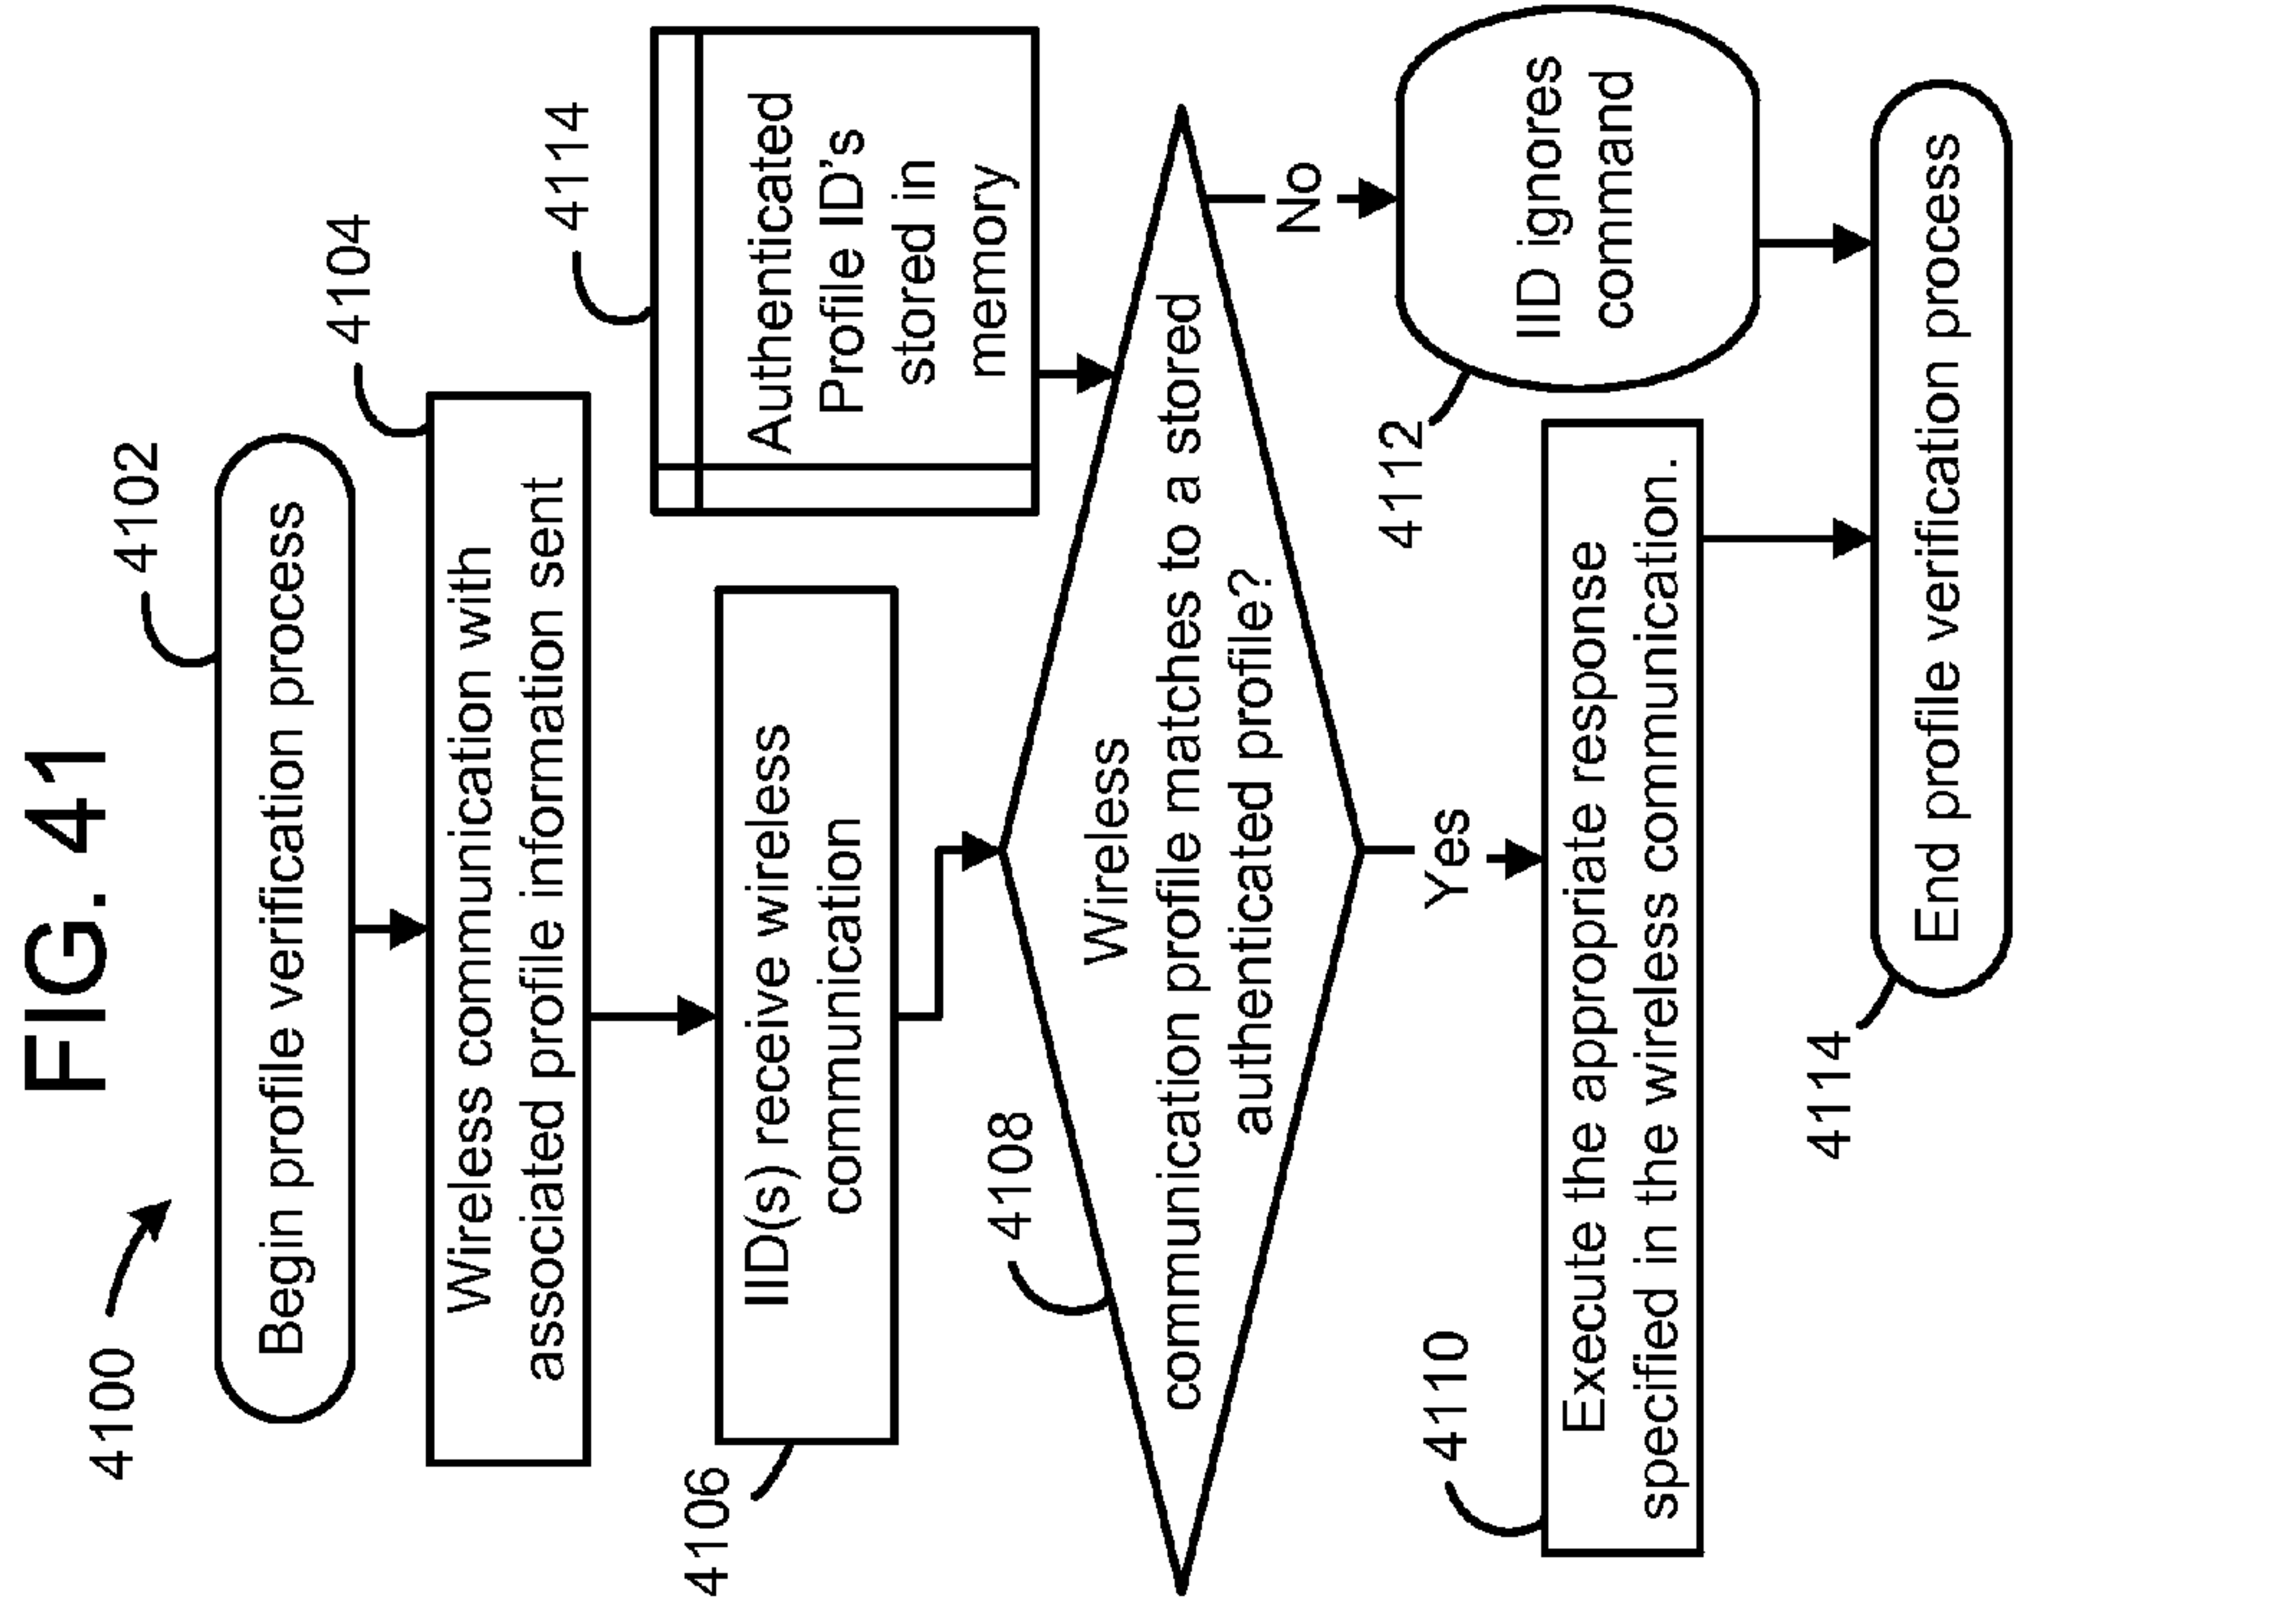 FIG. 41
4100
4102
Begin profile verification process
4104
Wireless communication with
associated profile information sent
4106
IID(s) receive wireless
communication
4114
Authenticated
Profile ID's
stored in
memory
4108
Wireless
communication profile matches to a stored
authenticated profile?
No
Yes
4110
Execute the appropriate response
specified in the wireless communication.
4112
IID ignores
command
4114
End profile verification process